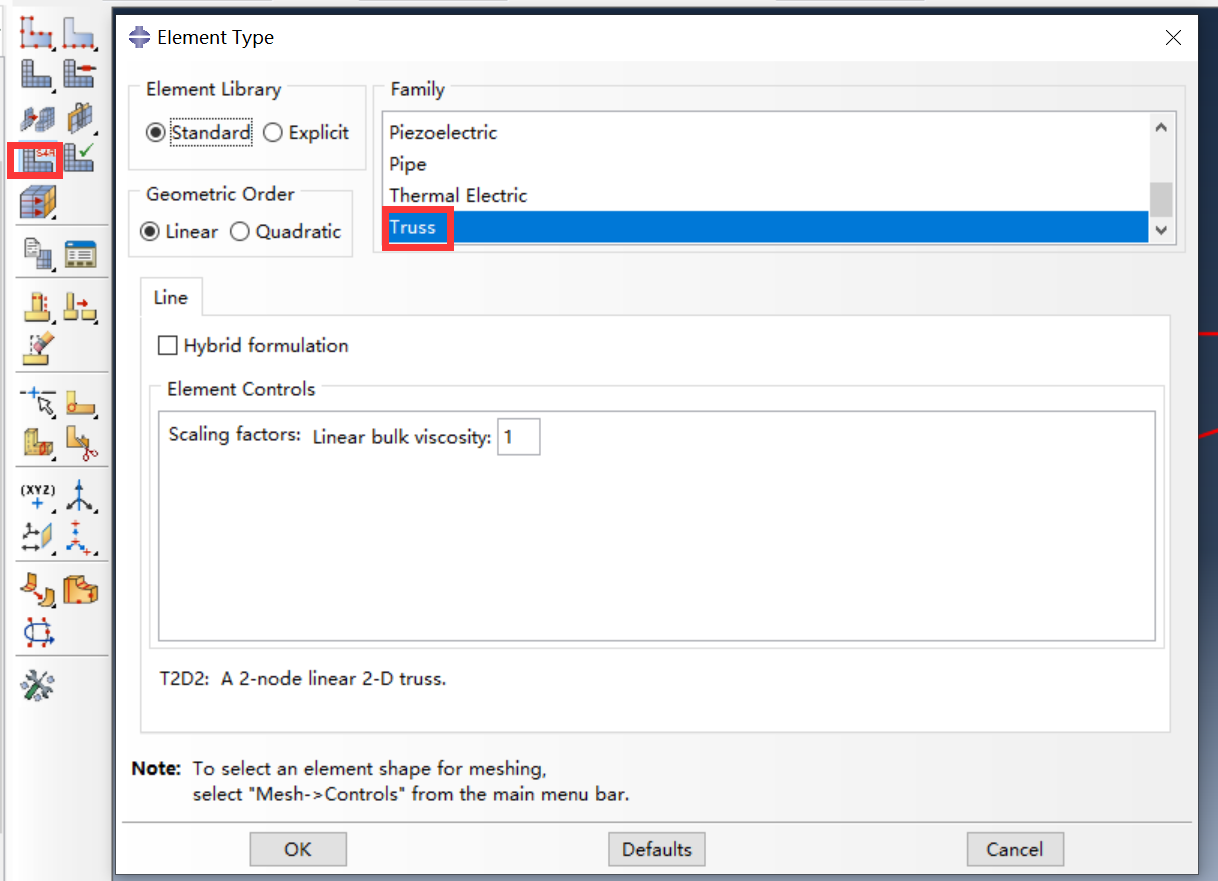 Element Type
Element Library
Standard Explicit
Geometric Order
Linear Quadratic
Family
Piezoelectric
Pipe
Thermal Electric
Truss
Line
Hybrid formulation
Element Controls
Scaling factors: Linear bulk viscosity: 1
T2D2: A 2-node linear 2-D truss.
Note: To select an element shape for meshing,
select "Mesh->Controls" from the main menu bar.
OK Defaults Cancel
(XYZ)